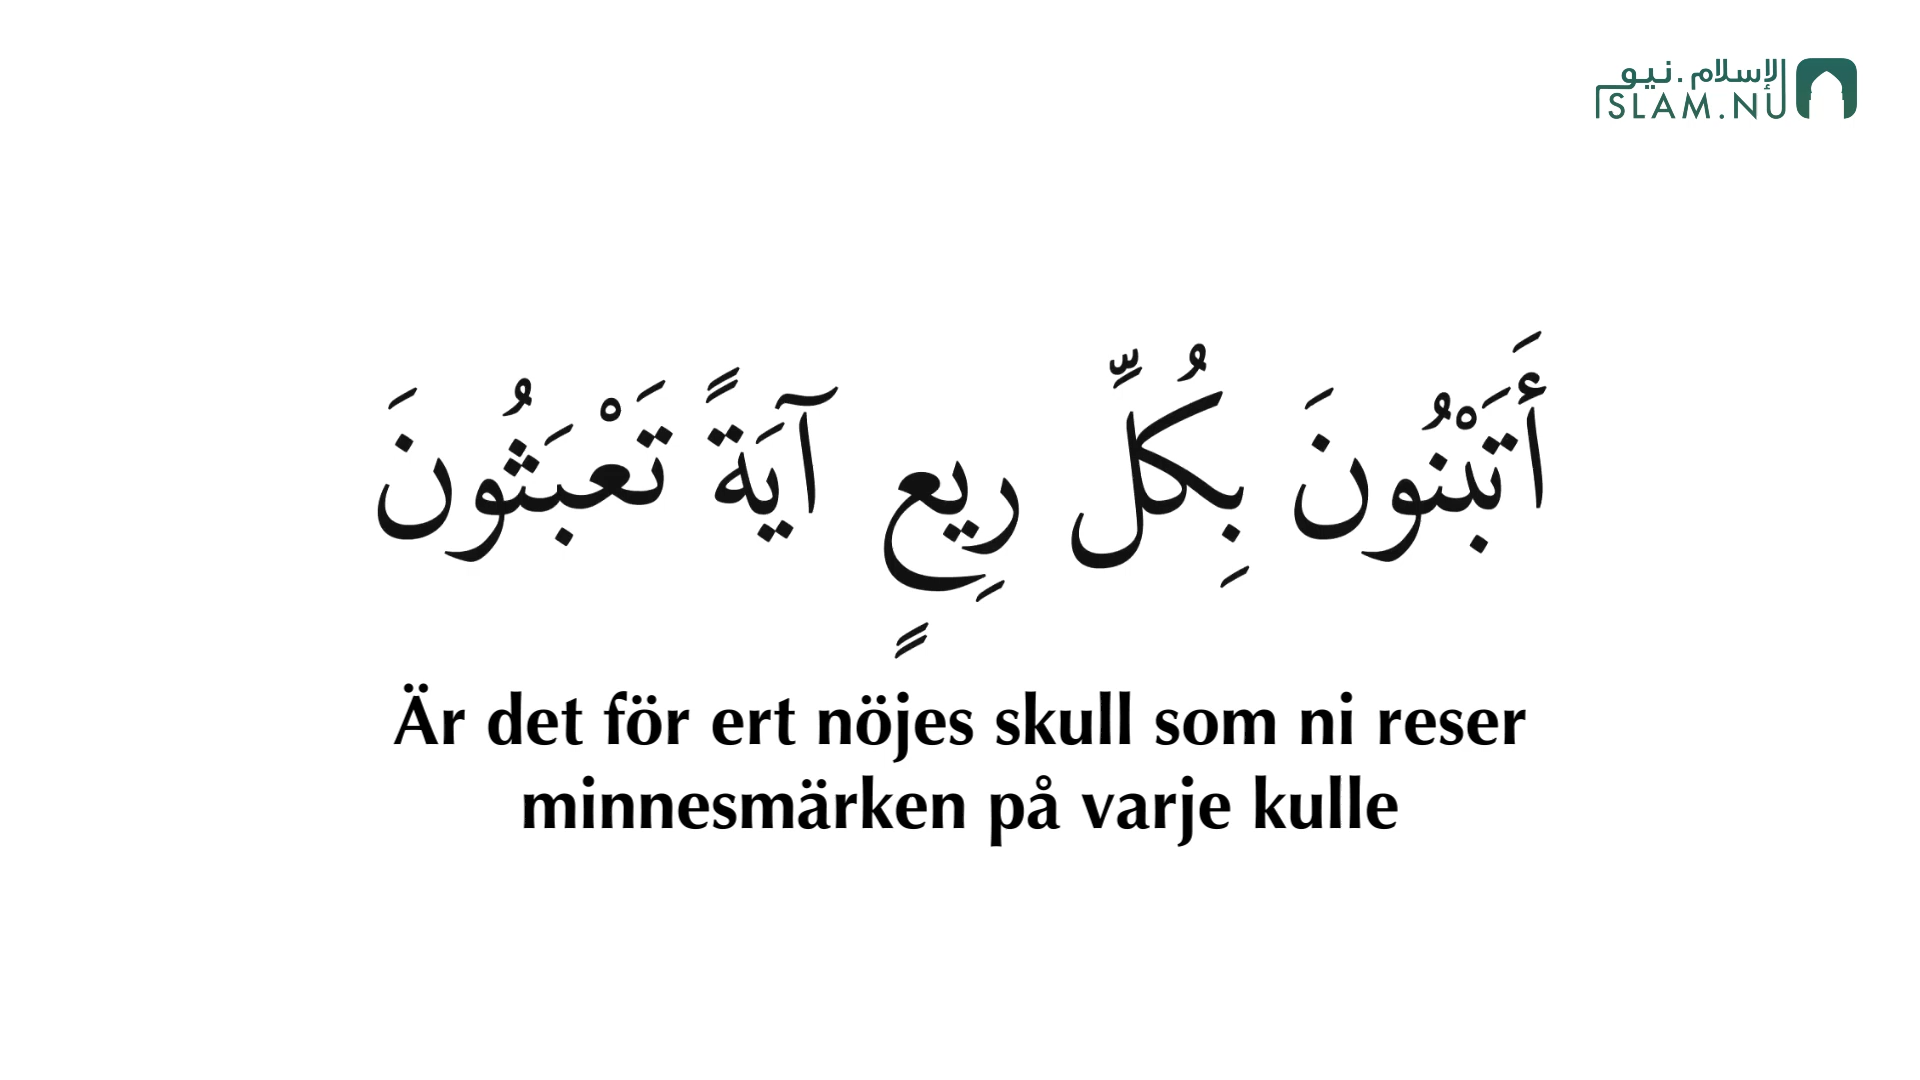 الإسلام.نيو
ISLAM.NU
أَتَبْنُونَ بِكُلِّ رِيعٍ آيَةً تَعْبَثُونَ
Är det för ert nöjes skull som ni reser
minnesmärken på varje kulle